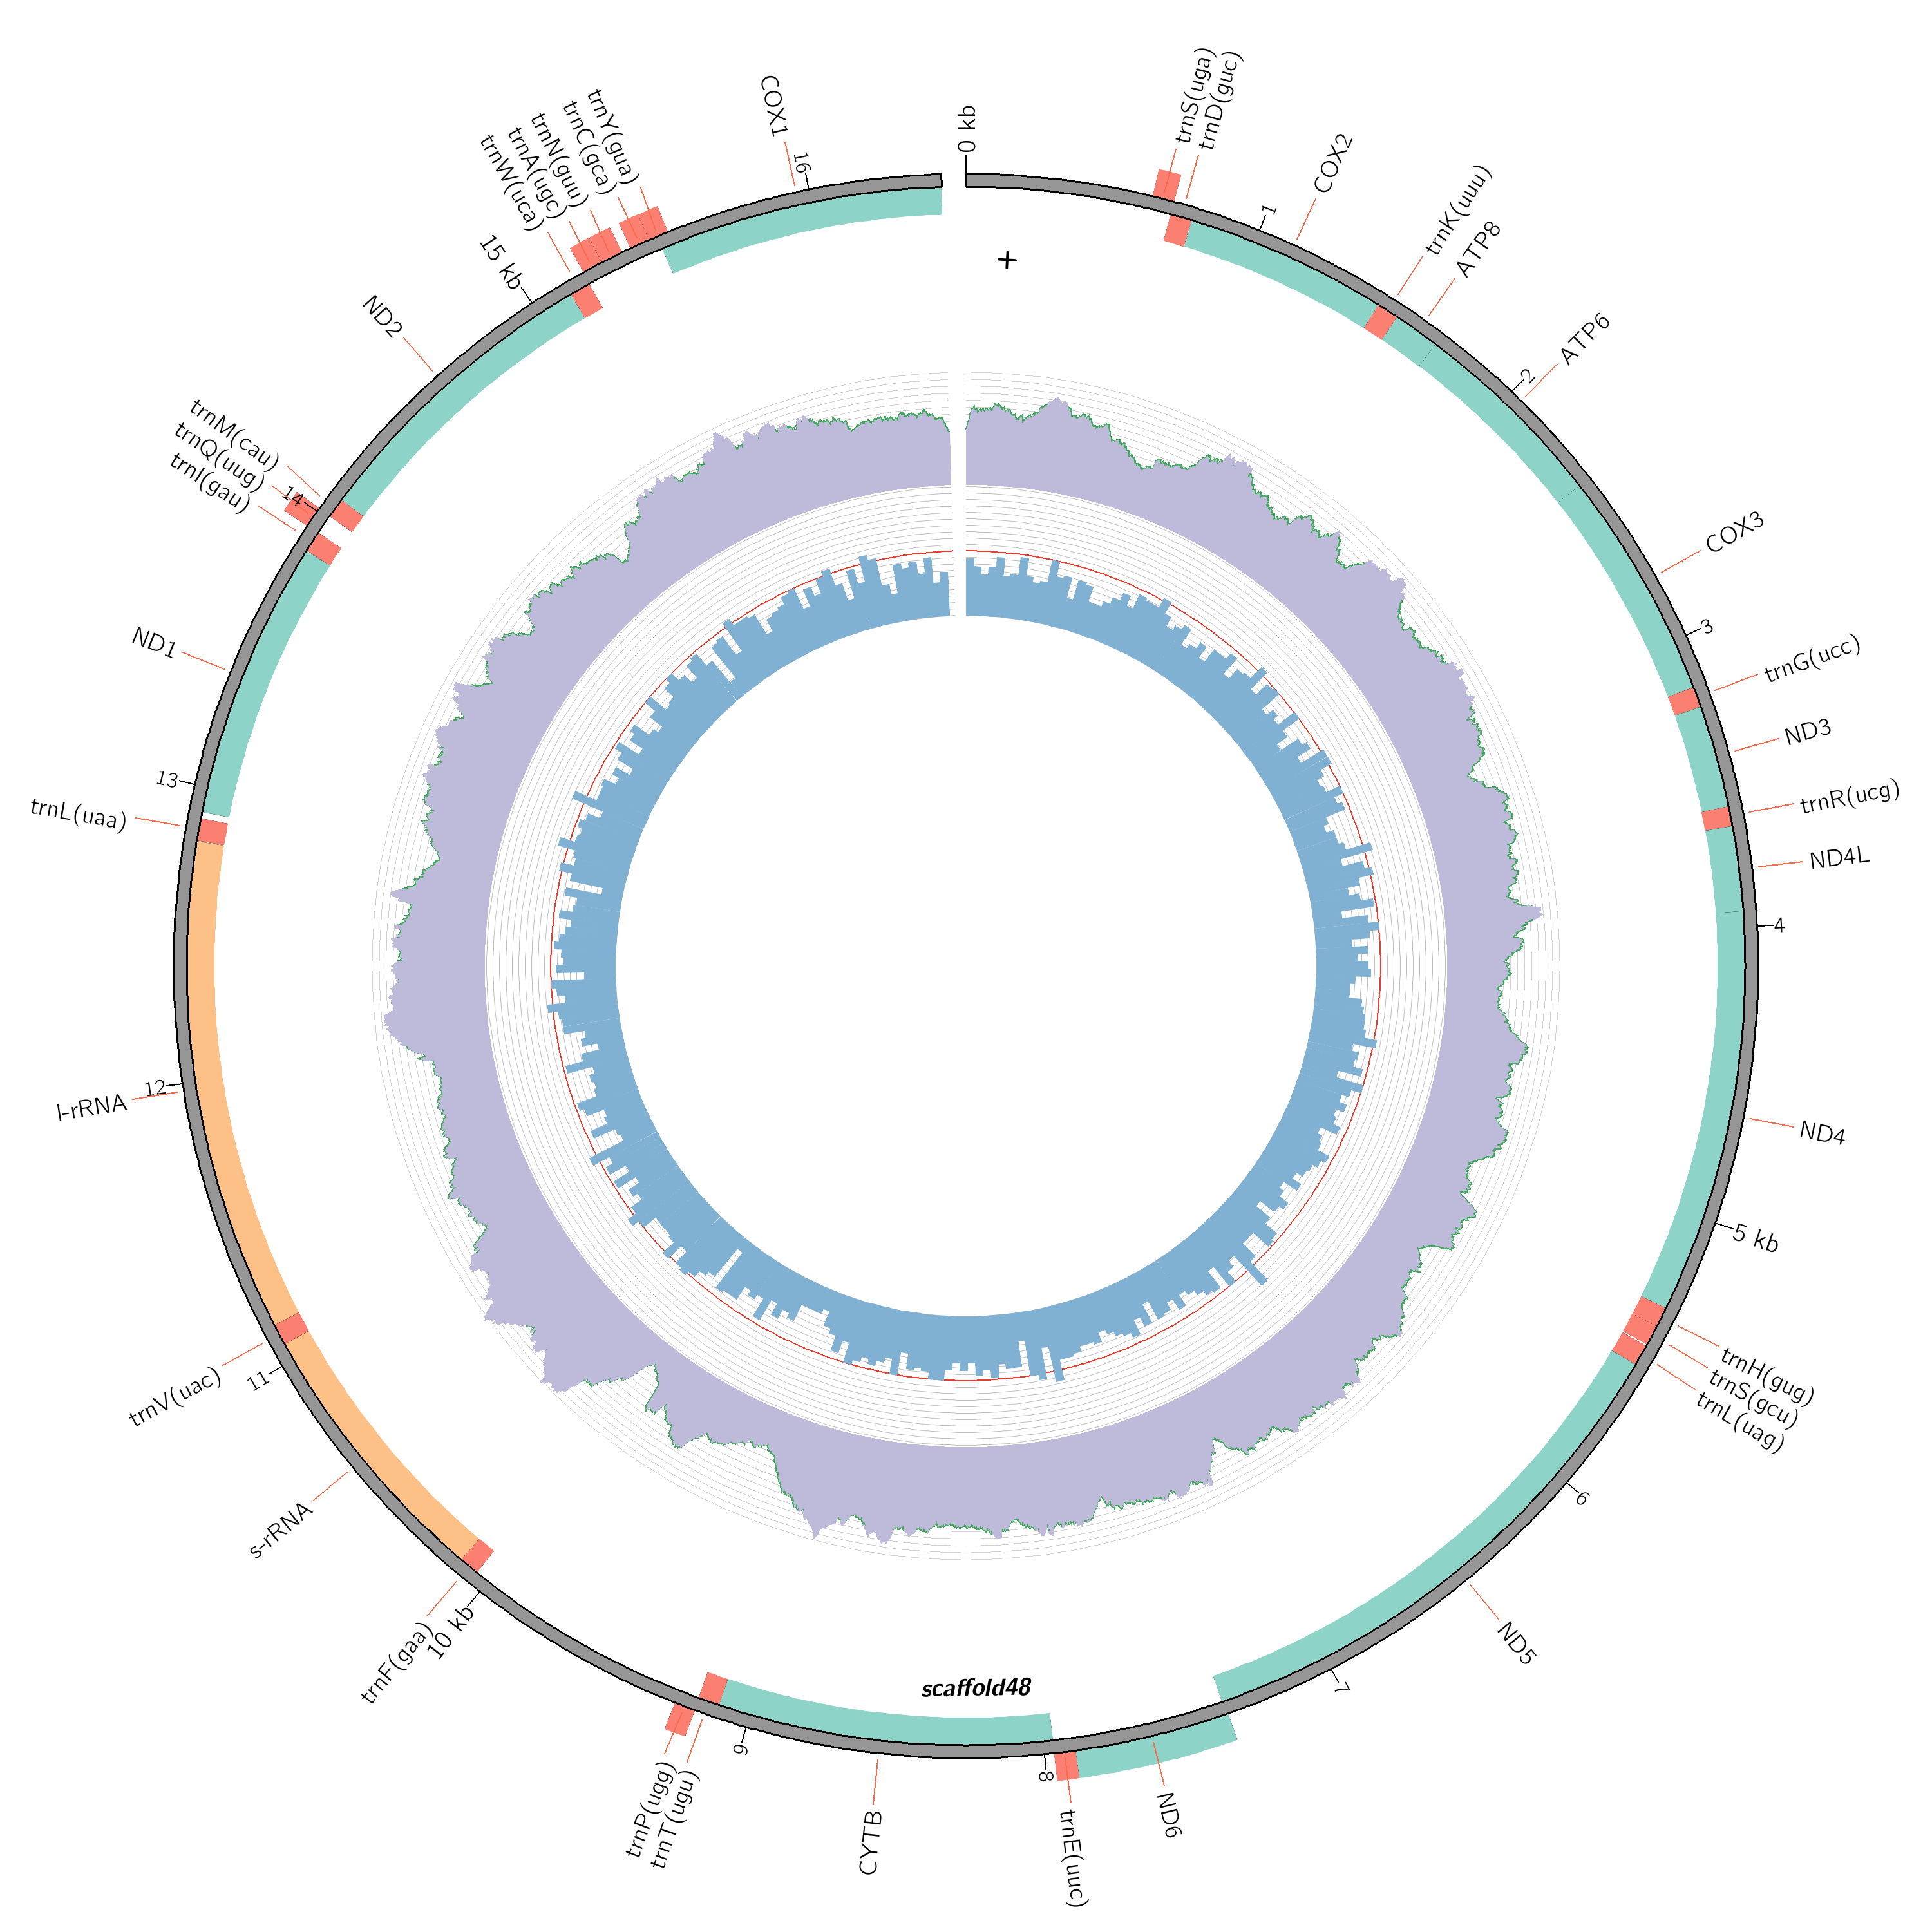 0 kb
trnS(uga)
trnD(guc)
1
COX2
trnK(uuu)
ATP8
2
ATP6
COX3
3
trnG(ucc)
ND3
trnR(ucg)
ND4L
4
ND4
5 kb
trnH(gug)
trnS(gcu)
trnL(uag)
6
ND5
7
ND6
trnE(uuc)
8
CYTB
9
trnT(ugu)
trnP(ugg)
10 kb
trnF(gaa)
s-rRNA
11
trnV(uac)
l-rRNA
12
trnL(uaa)
13
ND1
trnI(gau)
14
trnQ(uug)
trnM(cau)
ND2
15 kb
trnW(uca)
trnA(ugc)
trnN(guu)
trnC(gca)
trnY(gua)
COX1
16
+
scaffold48